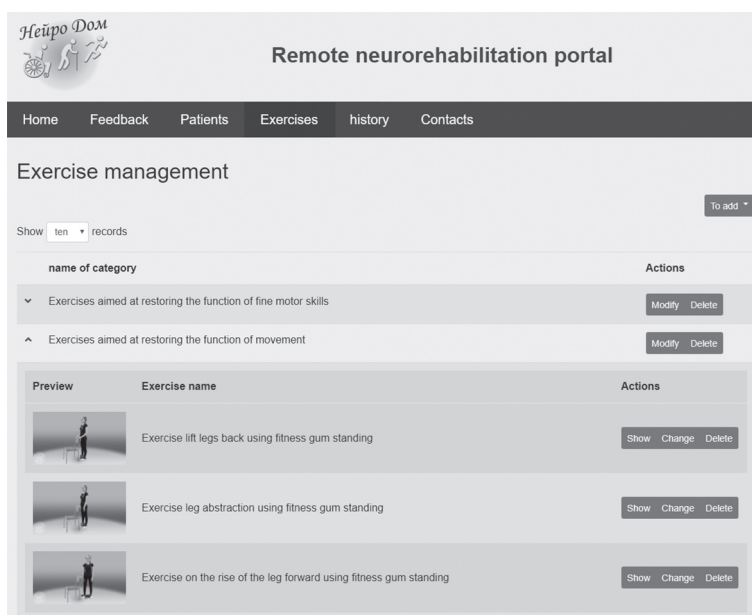 Нейро Дом
Remote neurorehabilitation portal
Home Feedback Patients Exercises history Contacts
Exercise management
To add
Show ten records
name of category Actions
Exercises aimed at restoring the function of fine motor skills Modify Delete
Exercises aimed at restoring the function of movement Modify Delete
Preview Exercise name Actions
Exercise lift legs back using fitness gum standing Show Change Delete
Exercise leg abstraction using fitness gum standing Show Change Delete
Exercise on the rise of the leg forward using fitness gum standing Show Change Delete